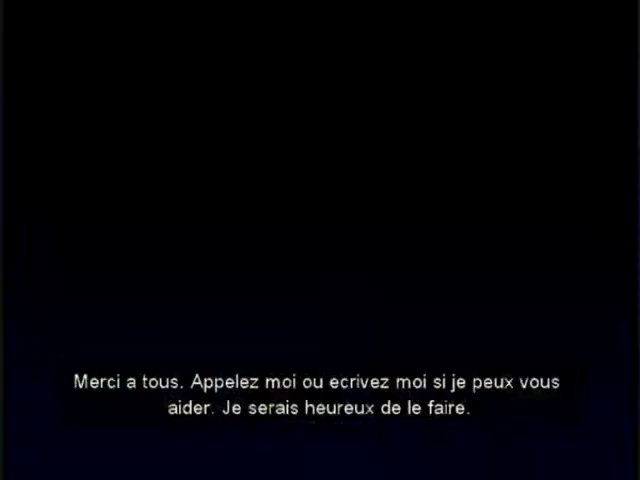 Merci a tous. Appelez moi ou ecrivez moi si je peux vous
aider. Je serais heureux de le faire.